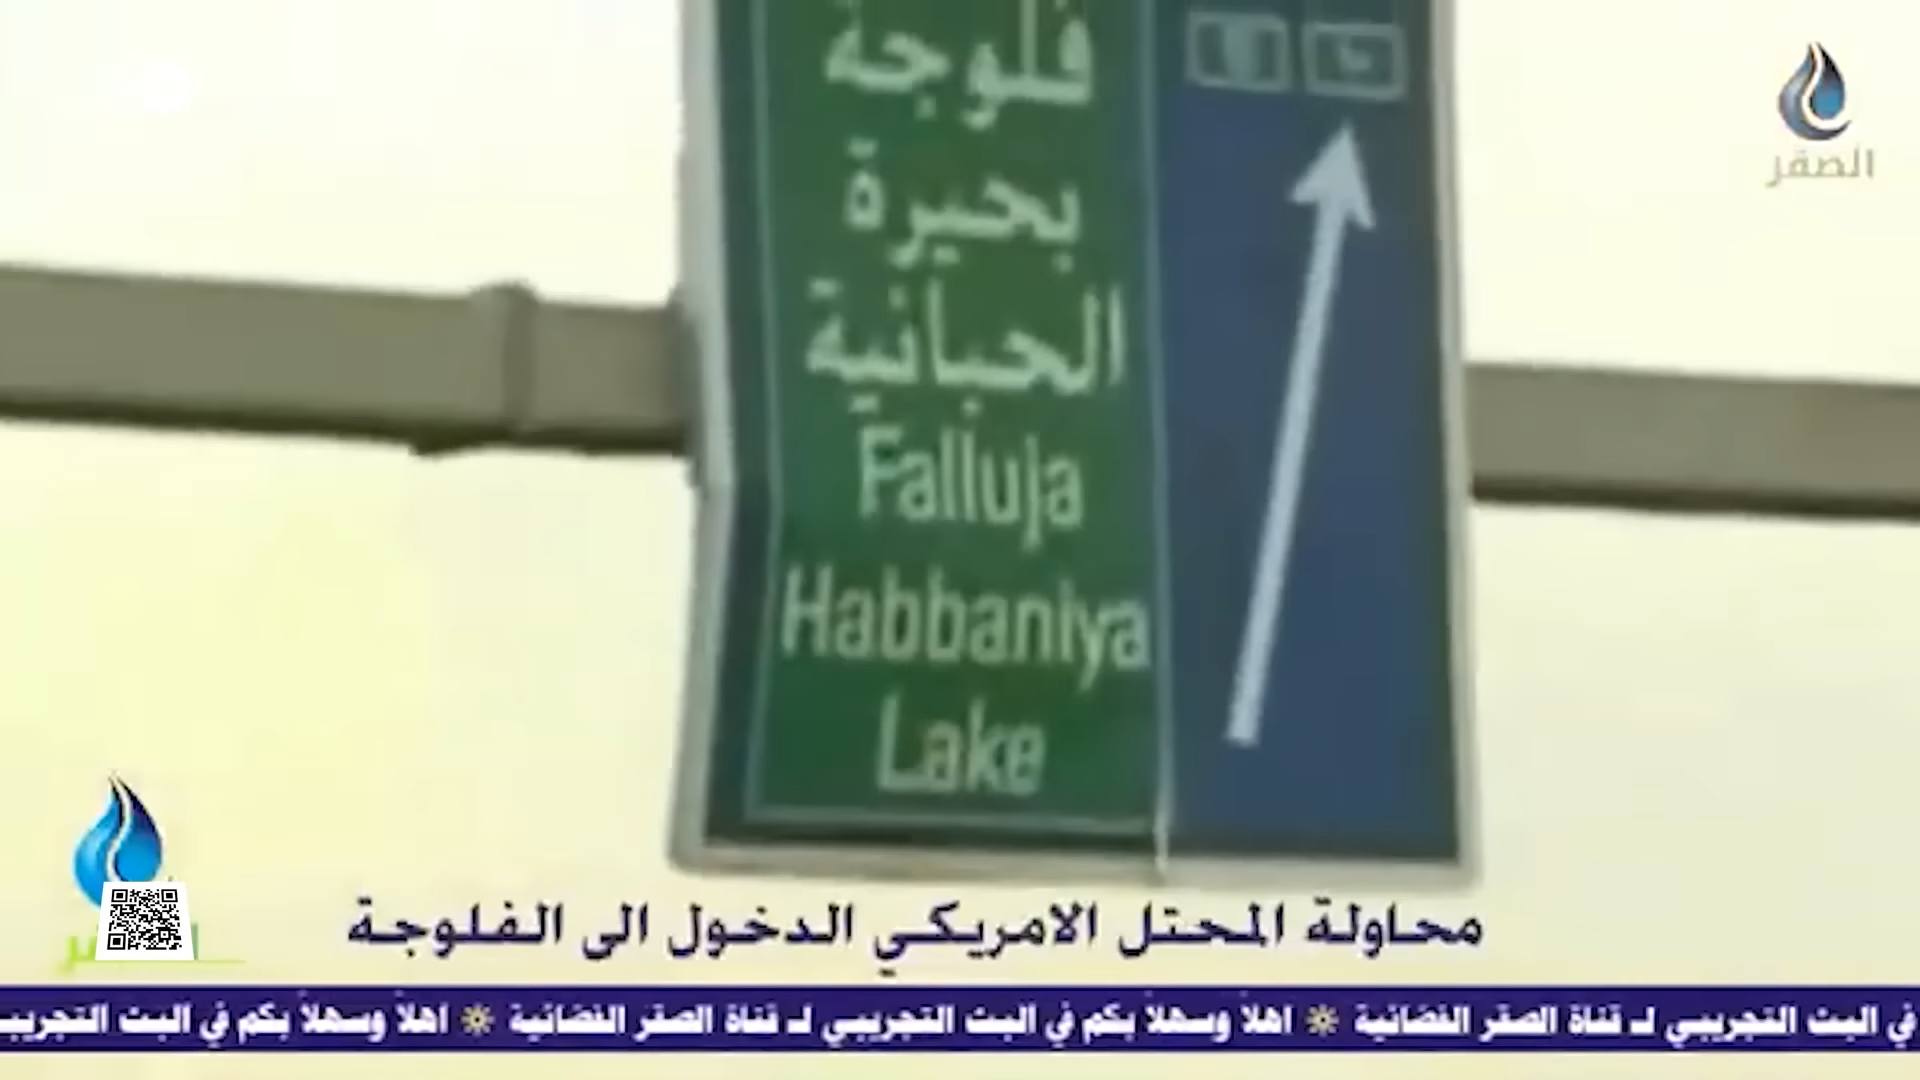 فلوجة
بحيرة
الحبانية
Falluja
Habbaniya
Lake
الصقر
محاولة المحتل الامريكي الدخول الى الفلوجة
في البث التجريبي لـ قناة الصقر الفضائية ☼ اهلاً وسهلاً بكم في البث التجريبي لـ قناة الصقر الفضائية ☼ اهلاً وسهلاً بكم في البث